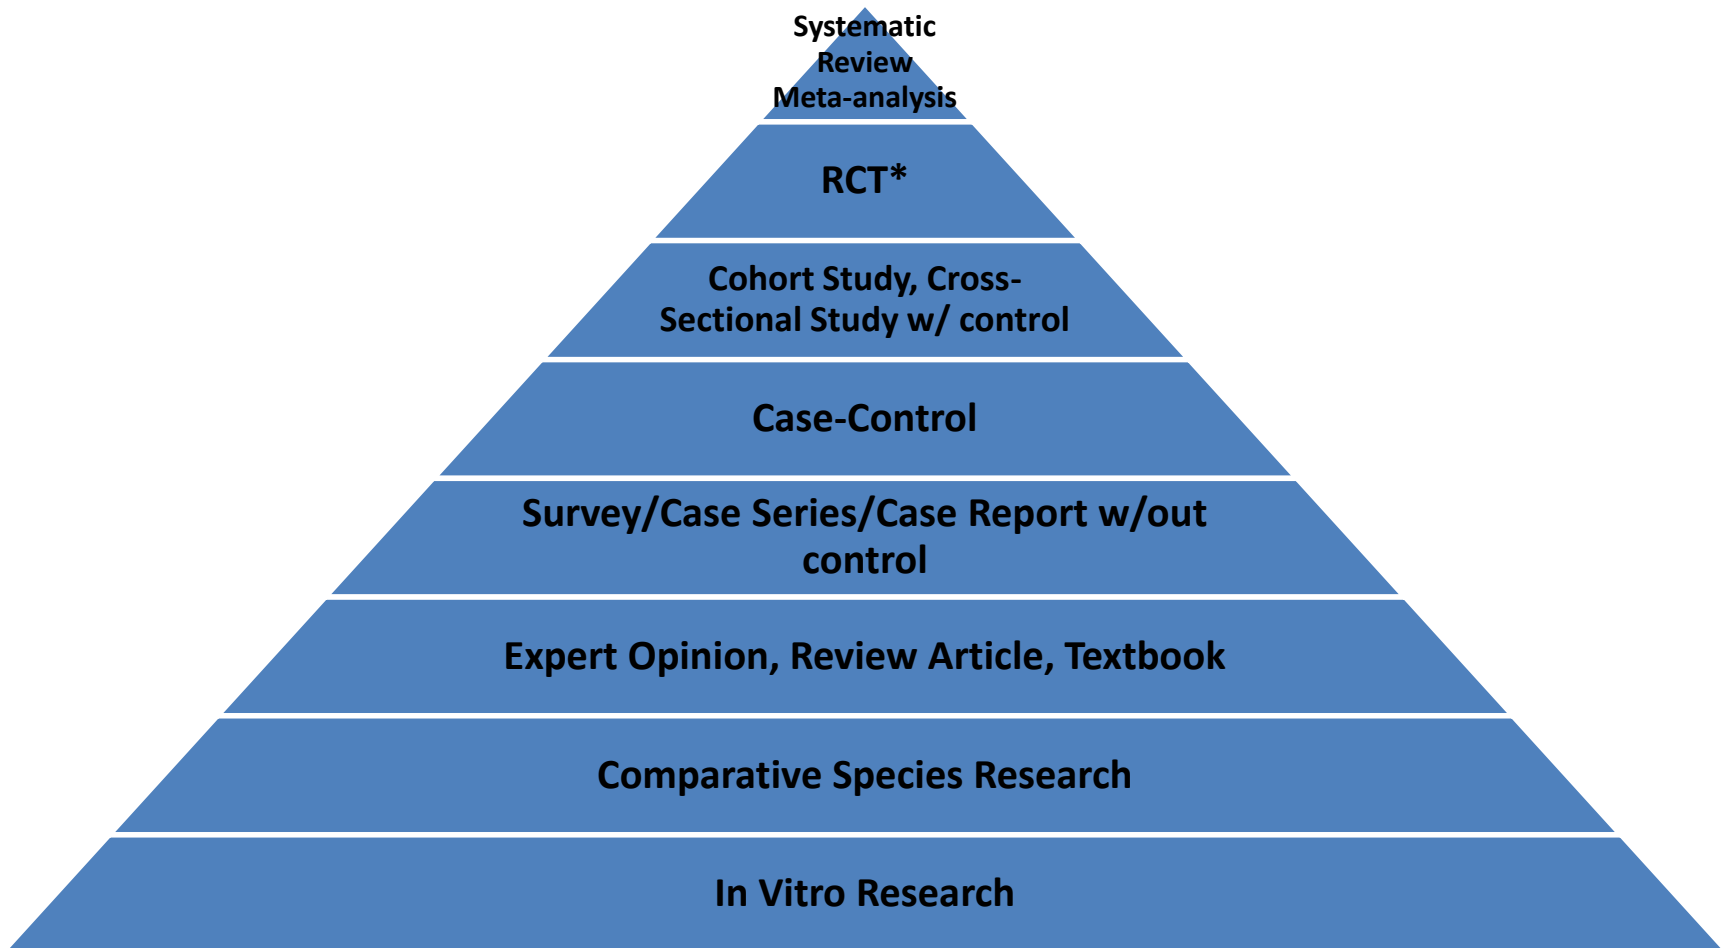 Systematic
Review
Meta-analysis
RCT*
Cohort Study, Cross-
Sectional Study w/ control
Case-Control
Survey/Case Series/Case Report w/out
control
Expert Opinion, Review Article, Textbook
Comparative Species Research
In Vitro Research